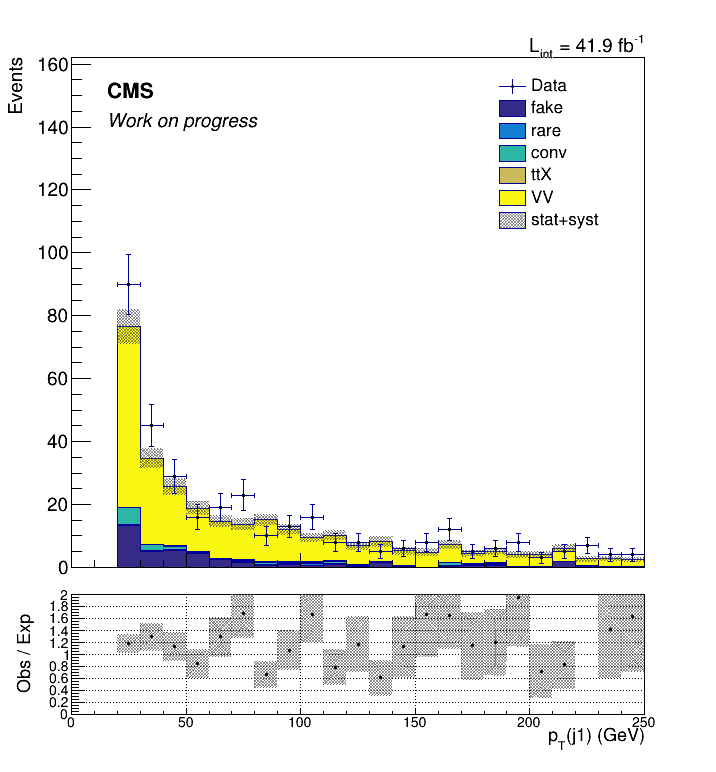 L_int = 41.9 fb^-1
Events
160
140
120
100
80
60
40
20
0
CMS
Work on progress
Data
fake
rare
conv
ttX
VV
stat+syst
Obs / Exp
2
1.8
1.6
1.4
1.2
1
0.8
0.6
0.4
0.2
0
0 50 100 150 200 250
p_T(j1) (GeV)